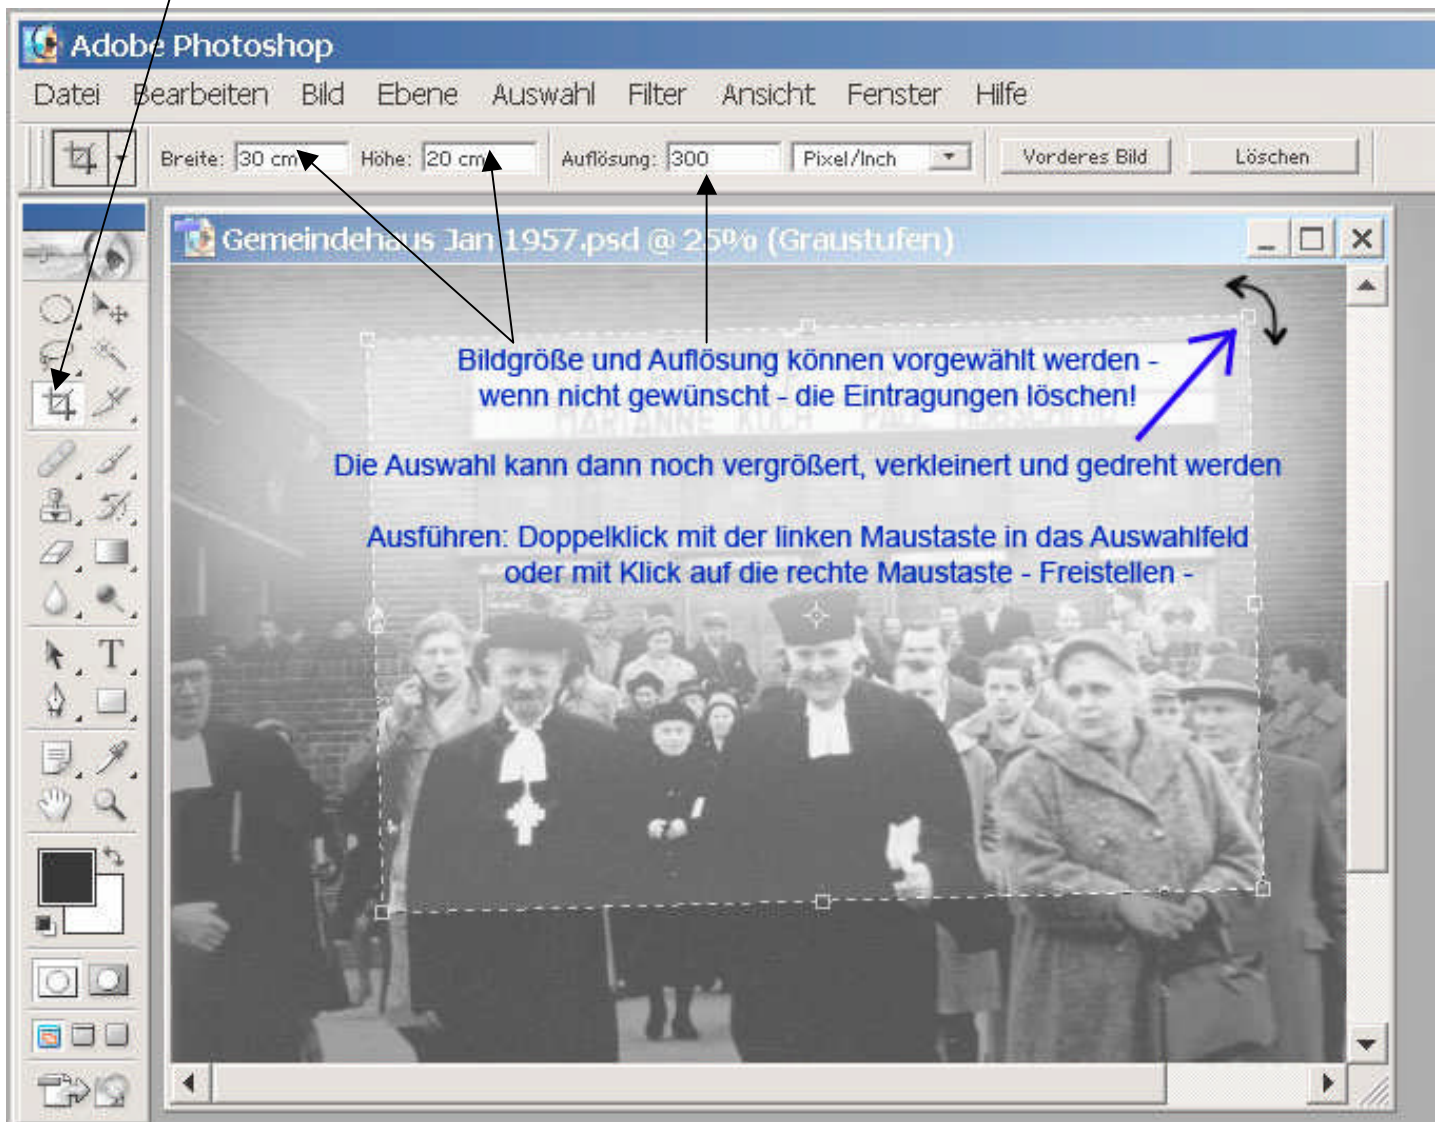 Adobe Photoshop
Datei Bearbeiten Bild Ebene Auswahl Filter Ansicht Fenster Hilfe
Breite: 30 cm Höhe: 20 cm Auflösung: 300 Pixel/Inch Vorderes Bild Löschen
Gemeindehaus Jan 1957.psd @ 25% (Graustufen)
Bildgröße und Auflösung können vorgewählt werden -
wenn nicht gewünscht - die Eintragungen löschen!
MARIANNE KOCH
Die Auswahl kann dann noch vergrößert, verkleinert und gedreht werden
Ausführen: Doppelklick mit der linken Maustaste in das Auswahlfeld
oder mit Klick auf die rechte Maustaste - Freistellen -
T